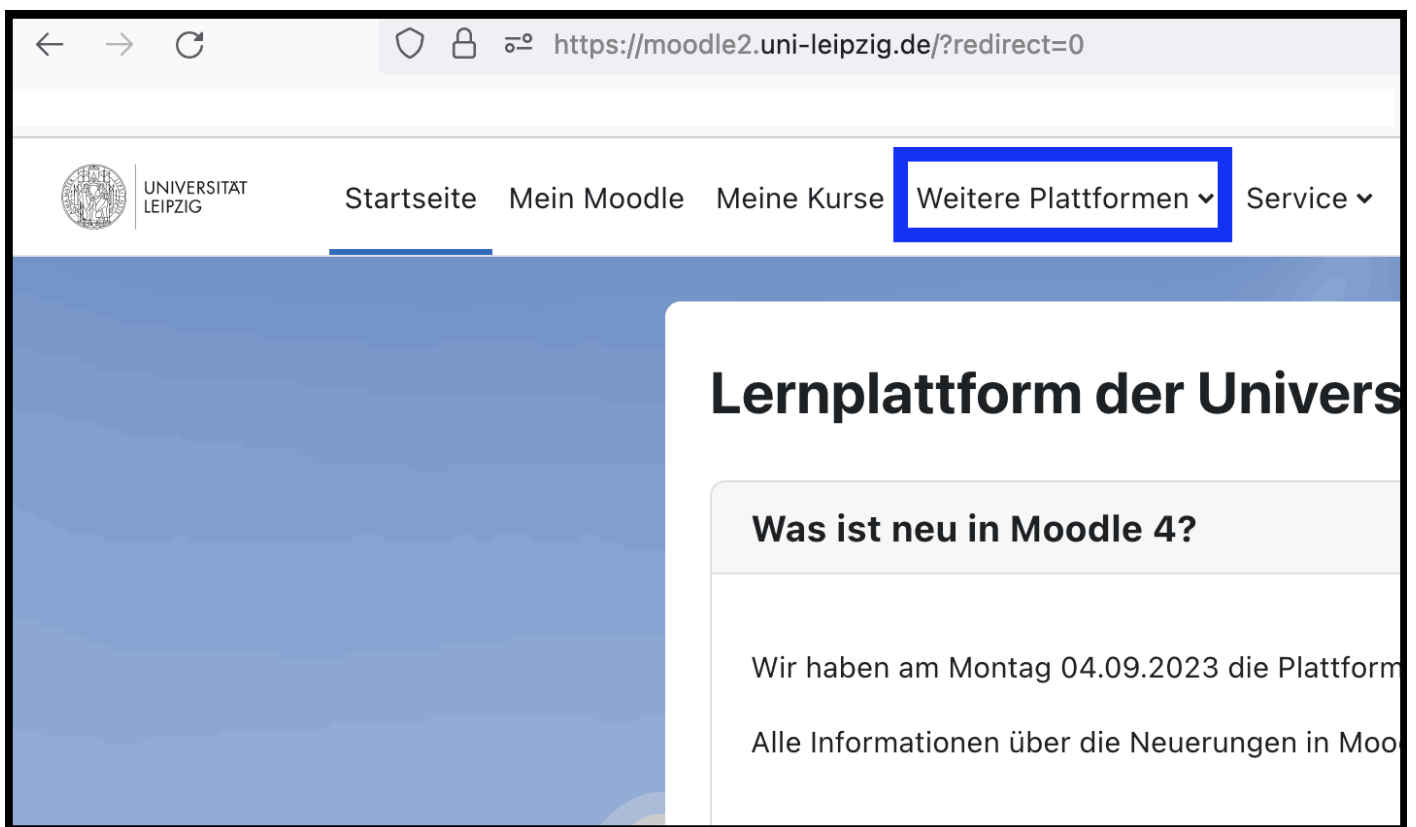 https://moodle2.uni-leipzig.de/?redirect=0
UNIVERSITÄT
LEIPZIG
Startseite Mein Moodle Meine Kurse Weitere Plattformen Service
Lernplattform der Univers
Was ist neu in Moodle 4?
Wir haben am Montag 04.09.2023 die Plattform
Alle Informationen über die Neuerungen in Moo